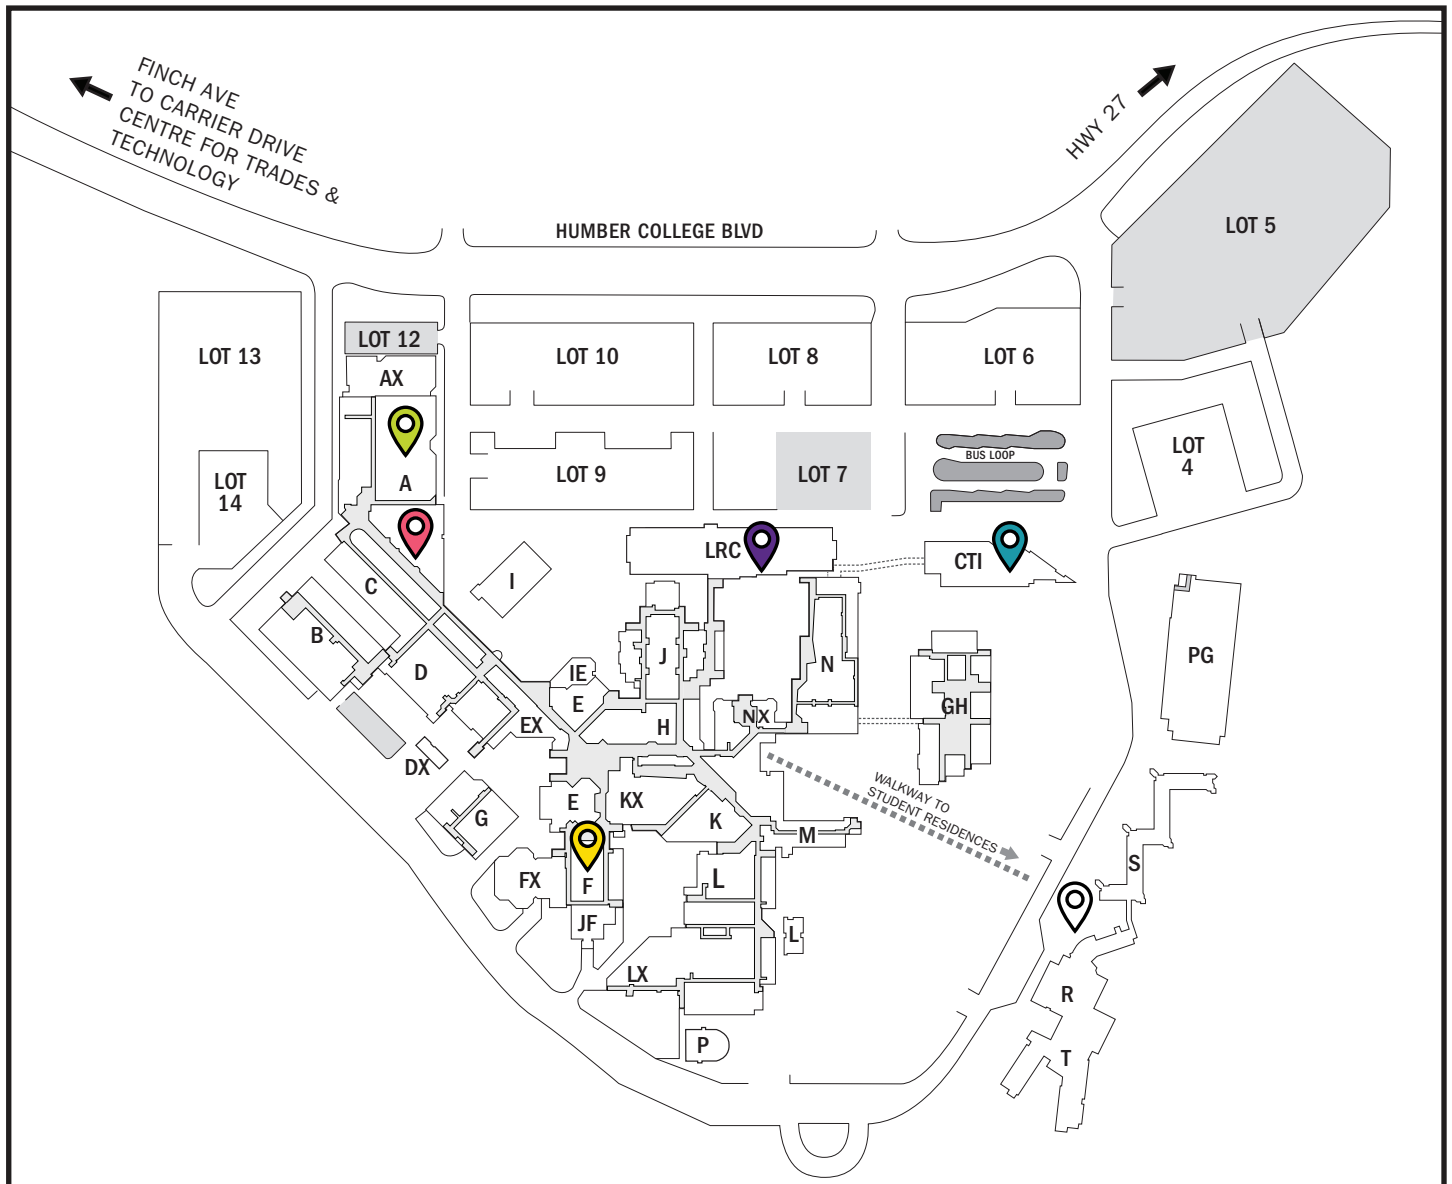 FINCH AVE
TO CARRIER DRIVE
CENTRE FOR TRADES &
TECHNOLOGY
HWY 27
HUMBER COLLEGE BLVD
LOT 5
LOT 13
LOT 12
LOT 10
LOT 8
LOT 6
AX
LOT
14
A
LOT 9
LOT 7
BUS LOOP
LOT
4
LRC
CTI
I
C
B
D
J
N
PG
IE
E
EX
H
NX
GH
DX
E
KX
K
G
M
WALKWAY TO
STUDENT RESIDENCES
S
FX
F
L
JF
L
LX
R
P
T